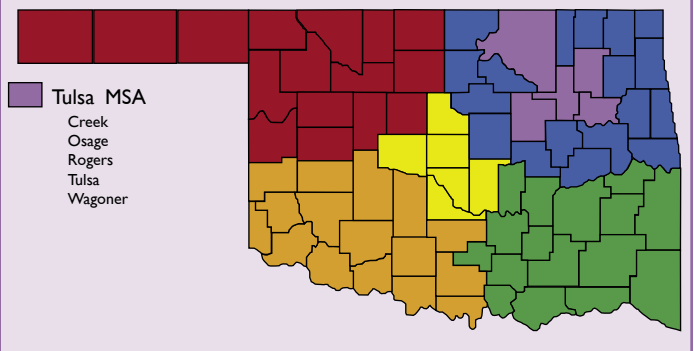 Tulsa MSA
Creek
Osage
Rogers
Tulsa
Wagoner